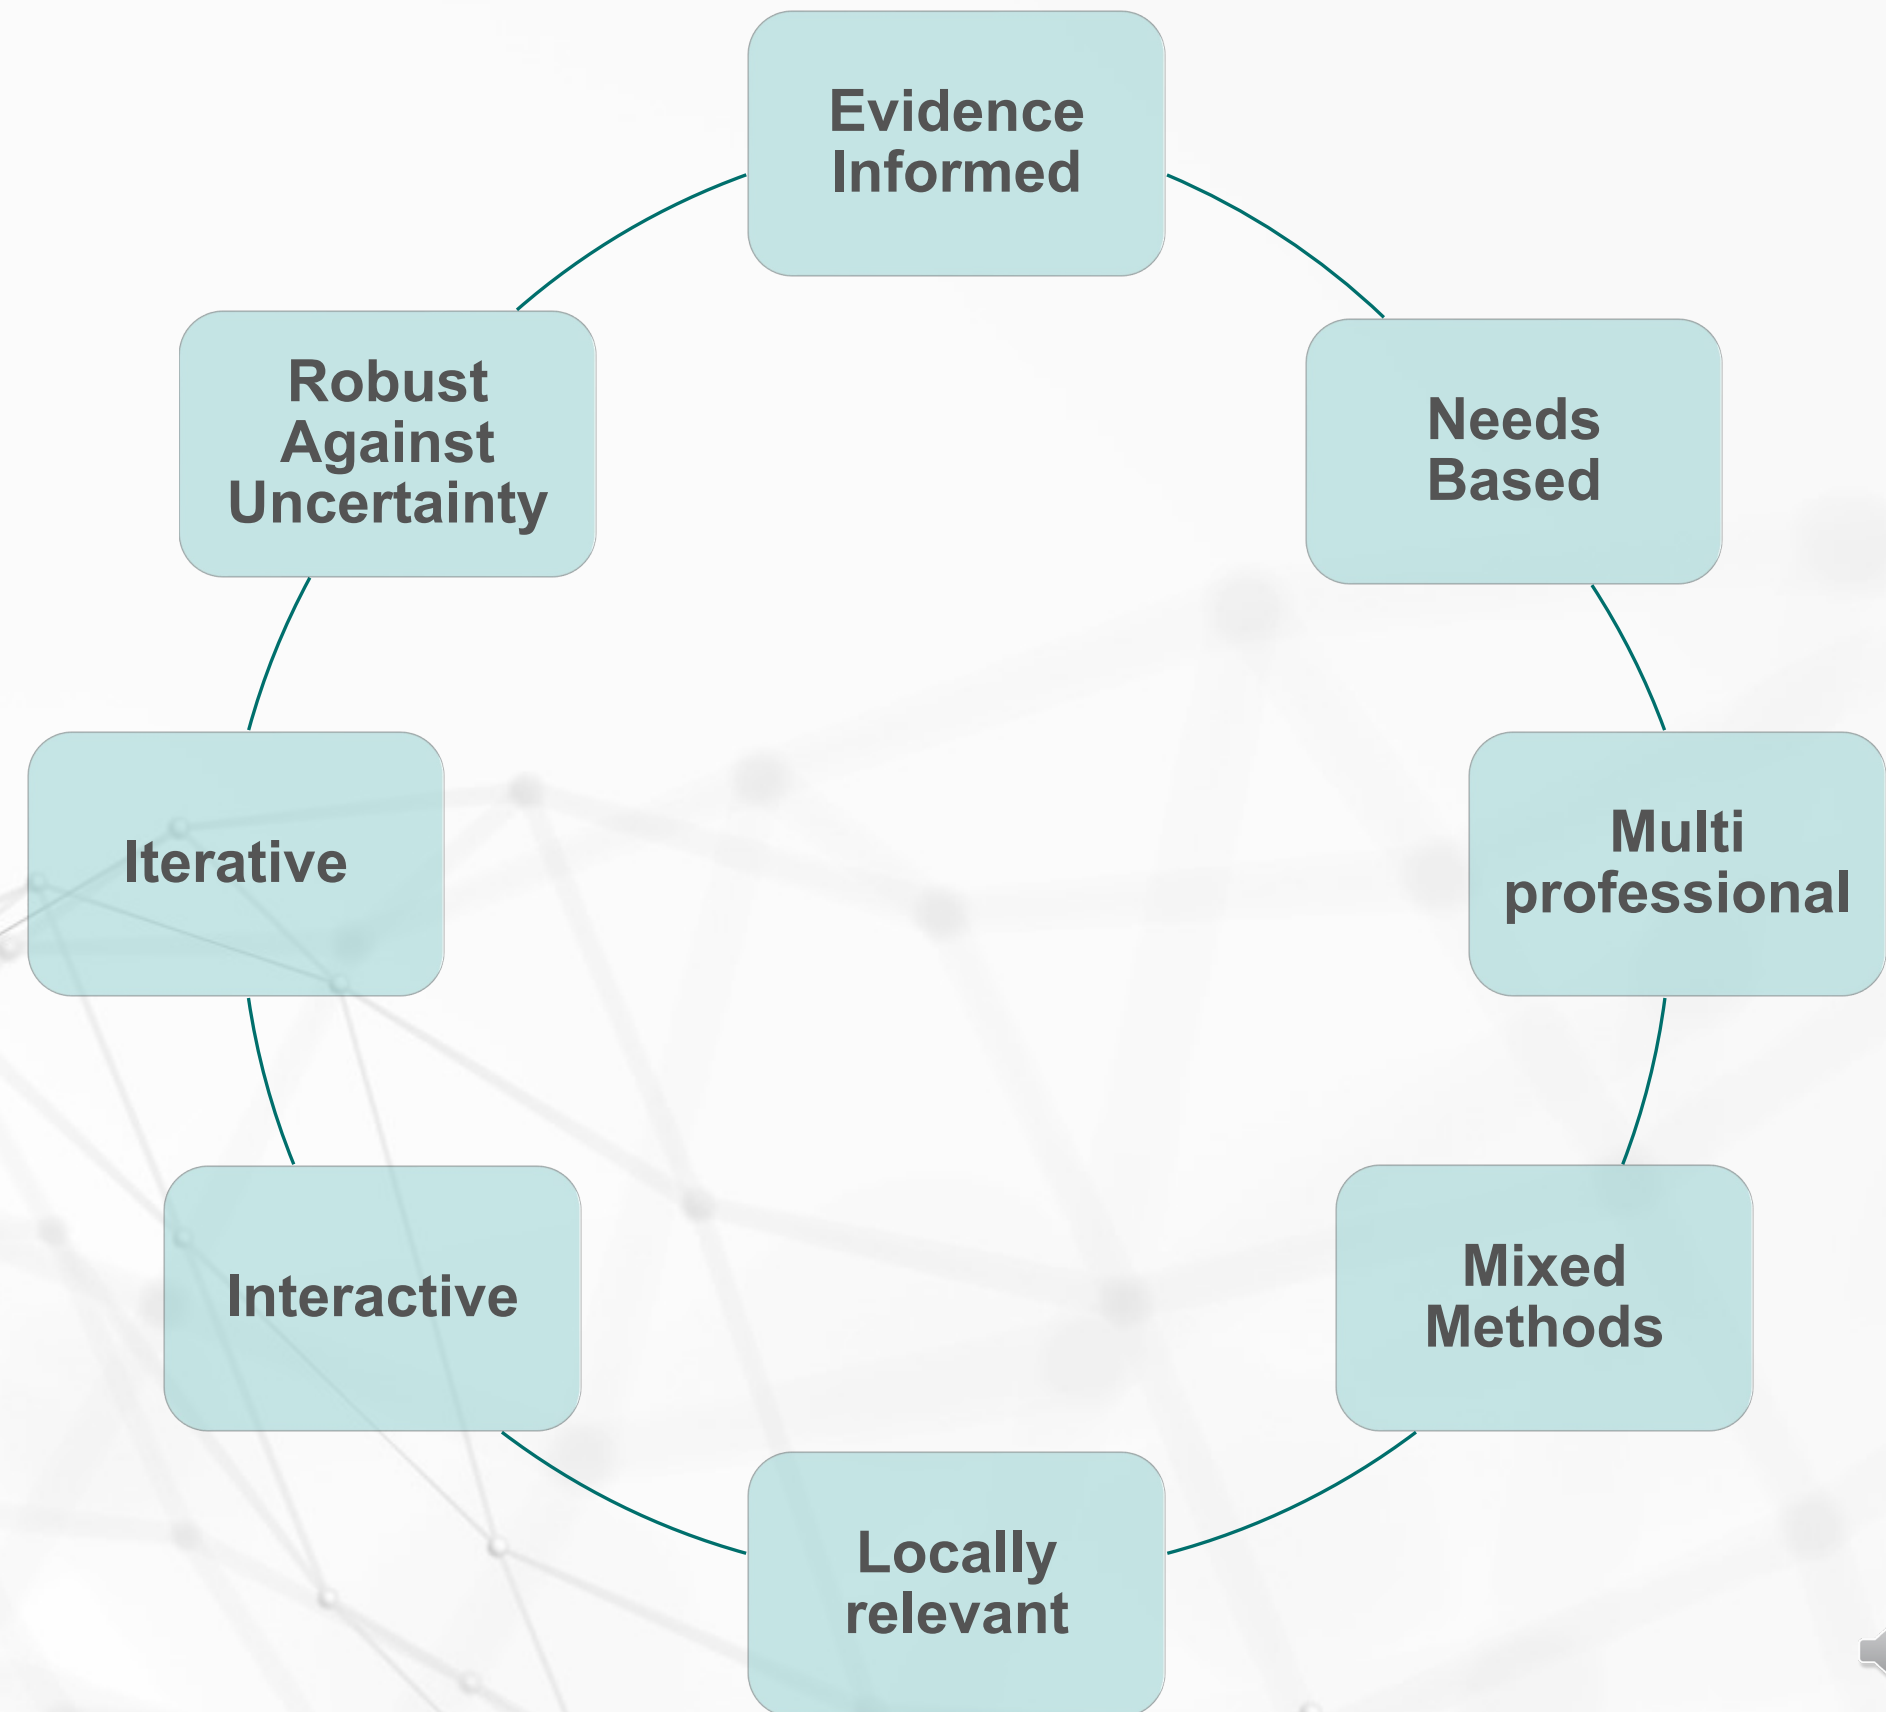 Evidence
Informed
Needs
Based
Multi
professional
Mixed
Methods
Locally
relevant
Interactive
Iterative
Robust
Against
Uncertainty